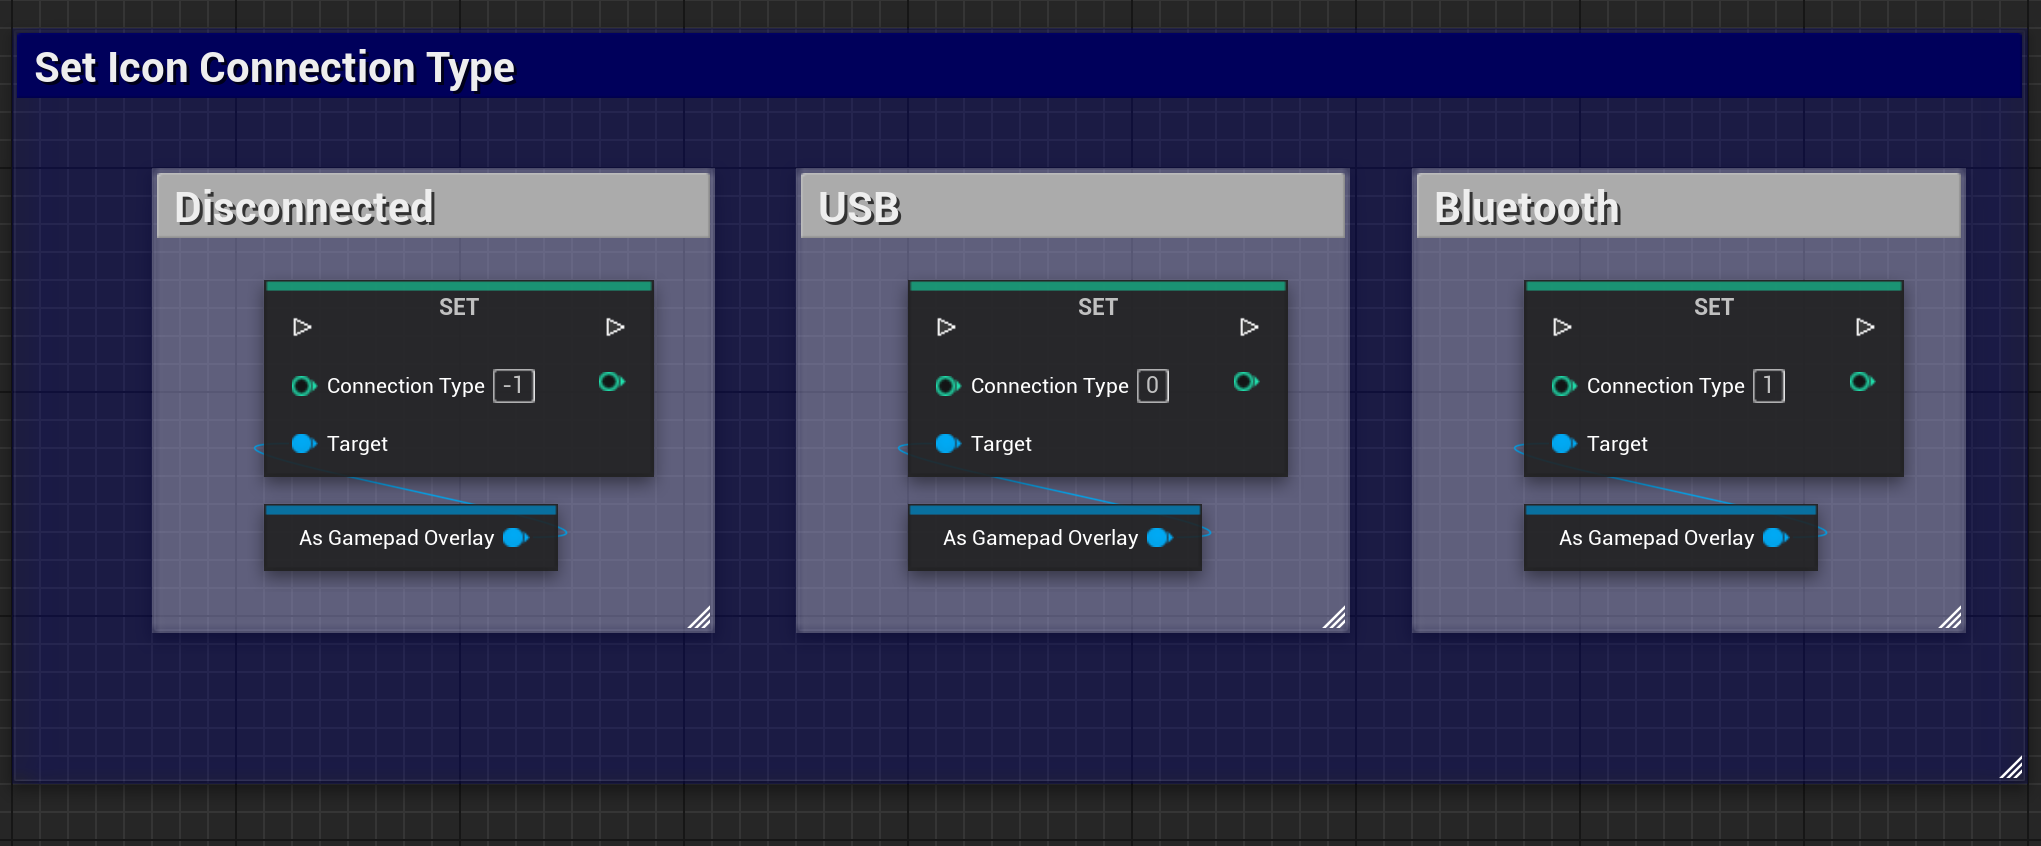 Set Icon Connection Type
Disconnected
SET
Connection Type -1
Target
As Gamepad Overlay
USB
SET
Connection Type 0
Target
As Gamepad Overlay
Bluetooth
SET
Connection Type 1
Target
As Gamepad Overlay